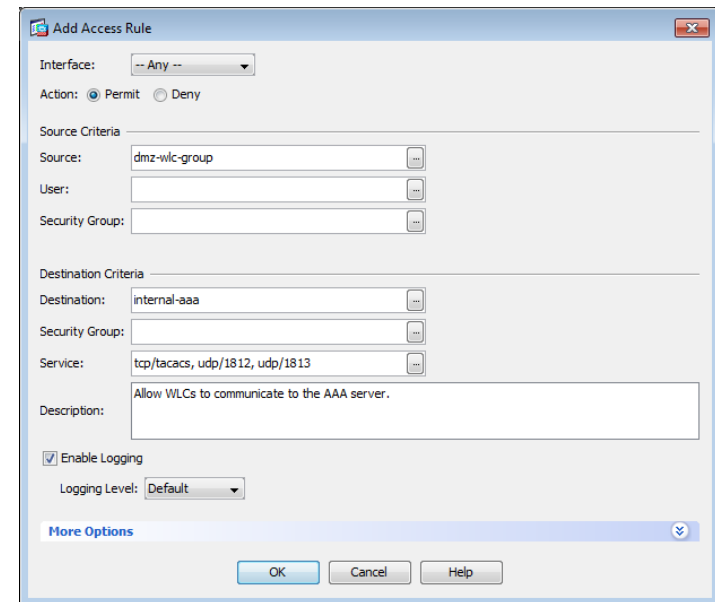 Add Access Rule
Interface: -- Any --
Action: Permit Deny
Source Criteria
Source: dmz-wlc-group ...
User: ...
Security Group: ...
Destination Criteria
Destination: internal-aaa ...
Security Group: ...
Service: tcp/tacacs, udp/1812, udp/1813 ...
Description: Allow WLCs to communicate to the AAA server.
Enable Logging
Logging Level: Default
More Options
OK Cancel Help